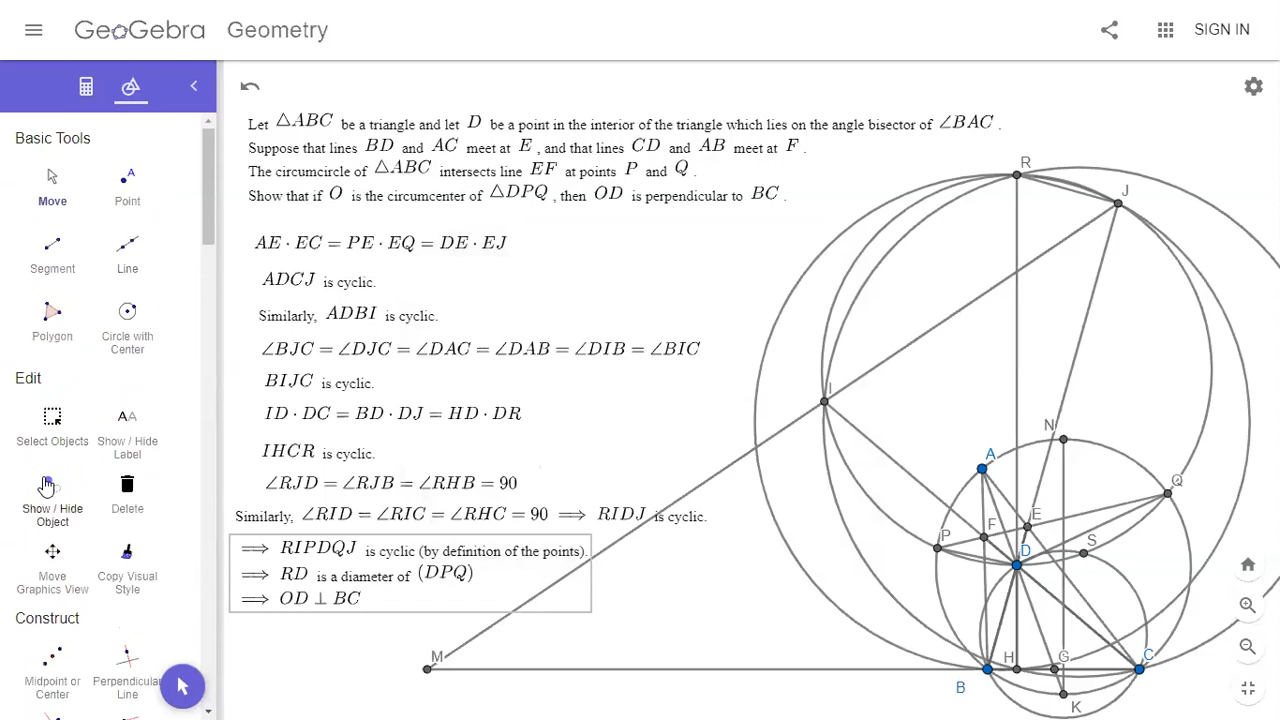 GeoGebra Geometry SIGN IN
Basic Tools
Move Point
Segment Line
Polygon Circle with Center
Edit
Select Objects Show / Hide Label
Show / Hide Object Delete
Move Graphics View Copy Visual Style
Construct
Midpoint or Center Perpendicular Line
Let △ABC be a triangle and let D be a point in the interior of the triangle which lies on the angle bisector of ∠BAC .
Suppose that lines BD and AC meet at E , and that lines CD and AB meet at F .
The circumcircle of △ABC intersects line EF at points P and Q .
Show that if O is the circumcenter of △DPQ , then OD is perpendicular to BC .
AE · EC = PE · EQ = DE · EJ
ADCJ is cyclic.
Similarly, ADBI is cyclic.
∠BJC = ∠DJC = ∠DAC = ∠DAB = ∠DIB = ∠BIC
BIJC is cyclic.
ID · DC = BD · DJ = HD · DR
IHCR is cyclic.
∠RJD = ∠RJB = ∠RHB = 90
Similarly, ∠RID = ∠RIC = ∠RHC = 90 ⟹ RIDJ is cyclic.
⟹ RIPDQJ is cyclic (by definition of the points).
⟹ RD is a diameter of (DPQ)
⟹ OD ⊥ BC
R
J
I
N
A
Q
E
F
P
S
D
M
H
G
C
B
K